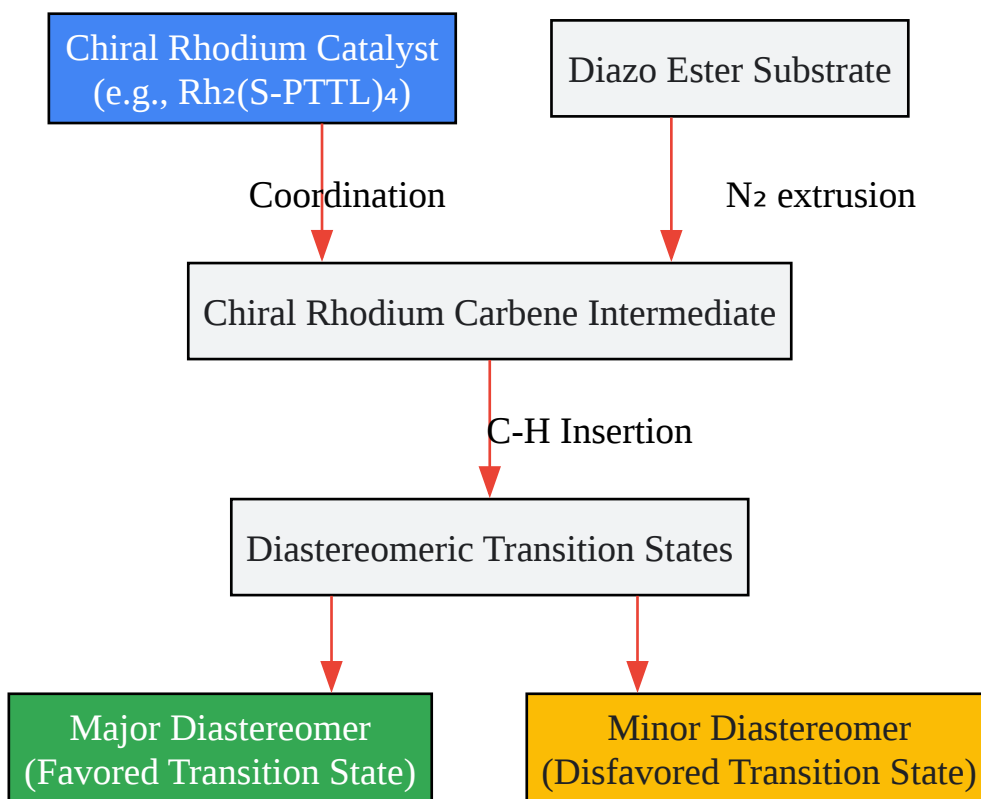 Chiral Rhodium Catalyst
(e.g., Rh₂(S-PTTL)₄)
Diazo Ester Substrate
Coordination
N₂ extrusion
Chiral Rhodium Carbene Intermediate
C-H Insertion
Diastereomeric Transition States
Major Diastereomer
(Favored Transition State)
Minor Diastereomer
(Disfavored Transition State)